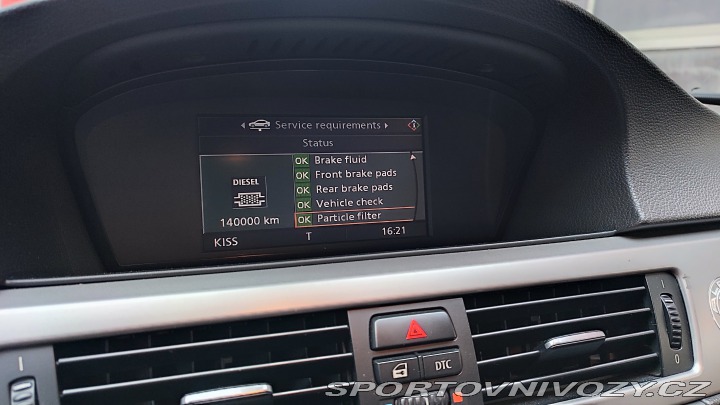 Service requirements
Status
OK Brake fluid
OK Front brake pads
DIESEL
OK Rear brake pads
OK Vehicle check
140000 km
OK Particle filter
KISS T 16:21
DTC
I
I
0
SPORTOVNIVOZY.CZ